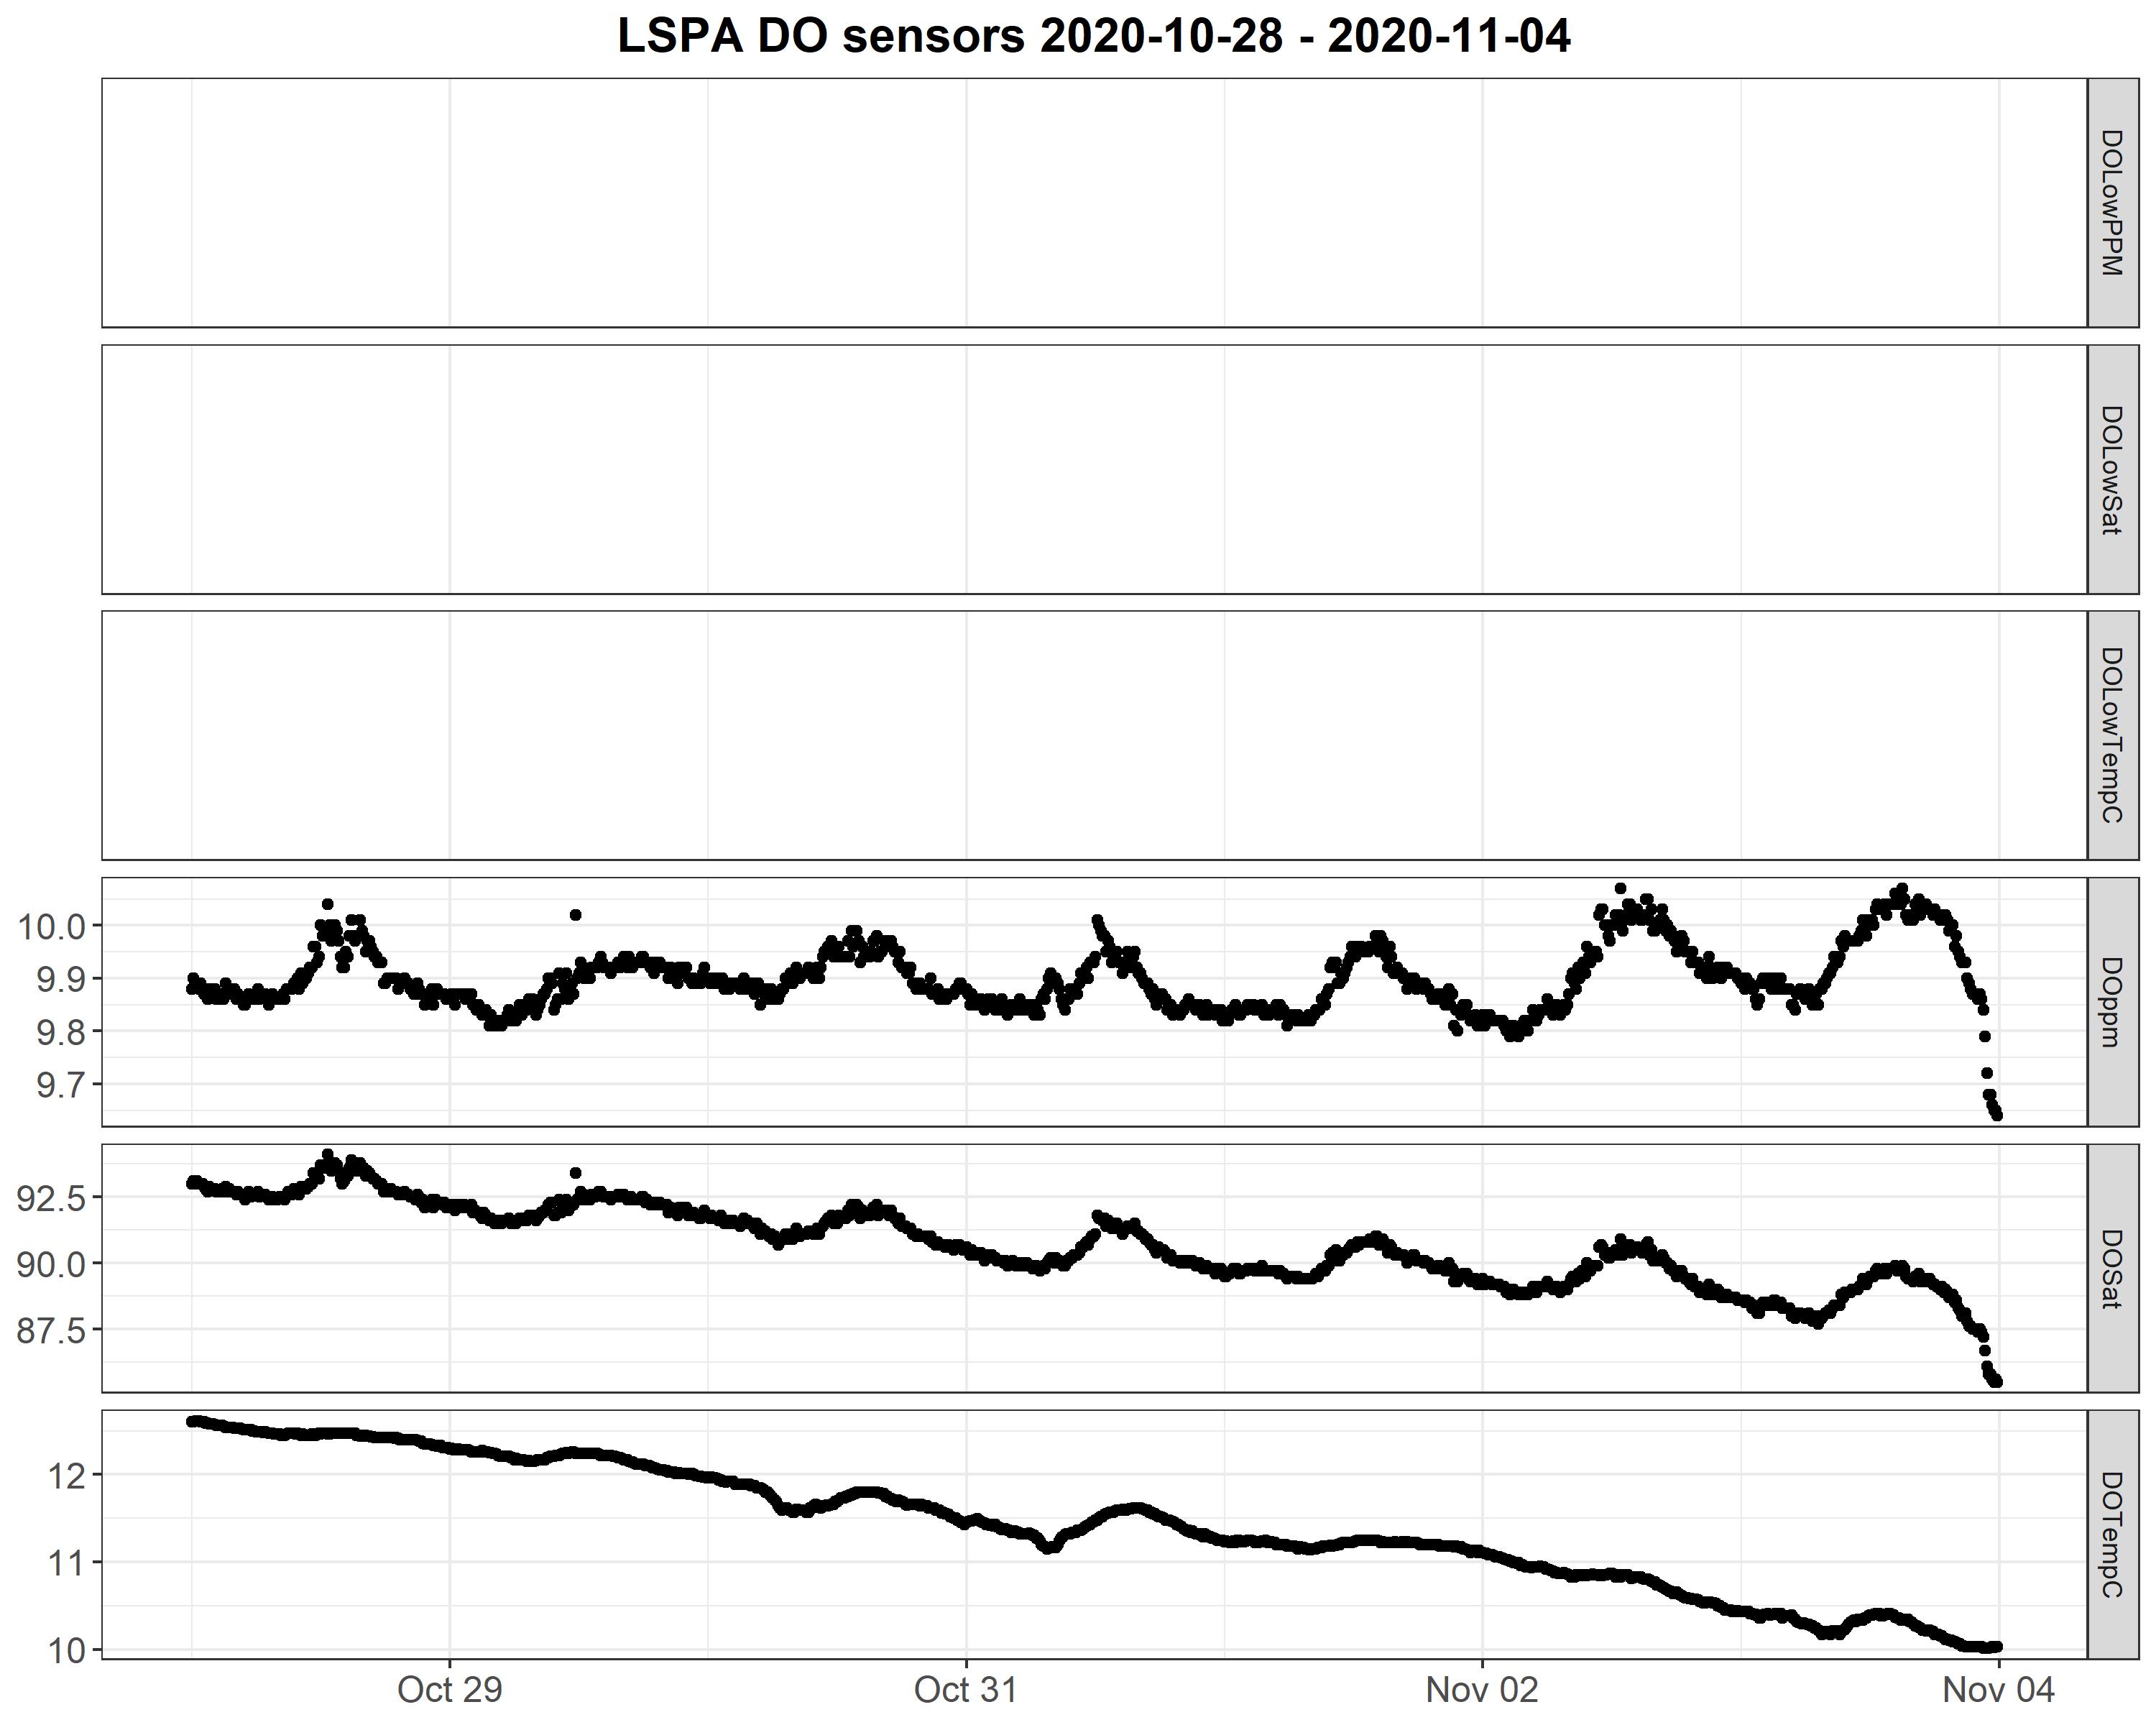 LSPA DO sensors 2020-10-28 - 2020-11-04
DOLowPPM
DOLowSat
DOLowTempC
10.0
9.9
9.8
9.7
DOppm
92.5
90.0
87.5
DOSat
12
11
10
DOTempC
Oct 29
Oct 31
Nov 02
Nov 04